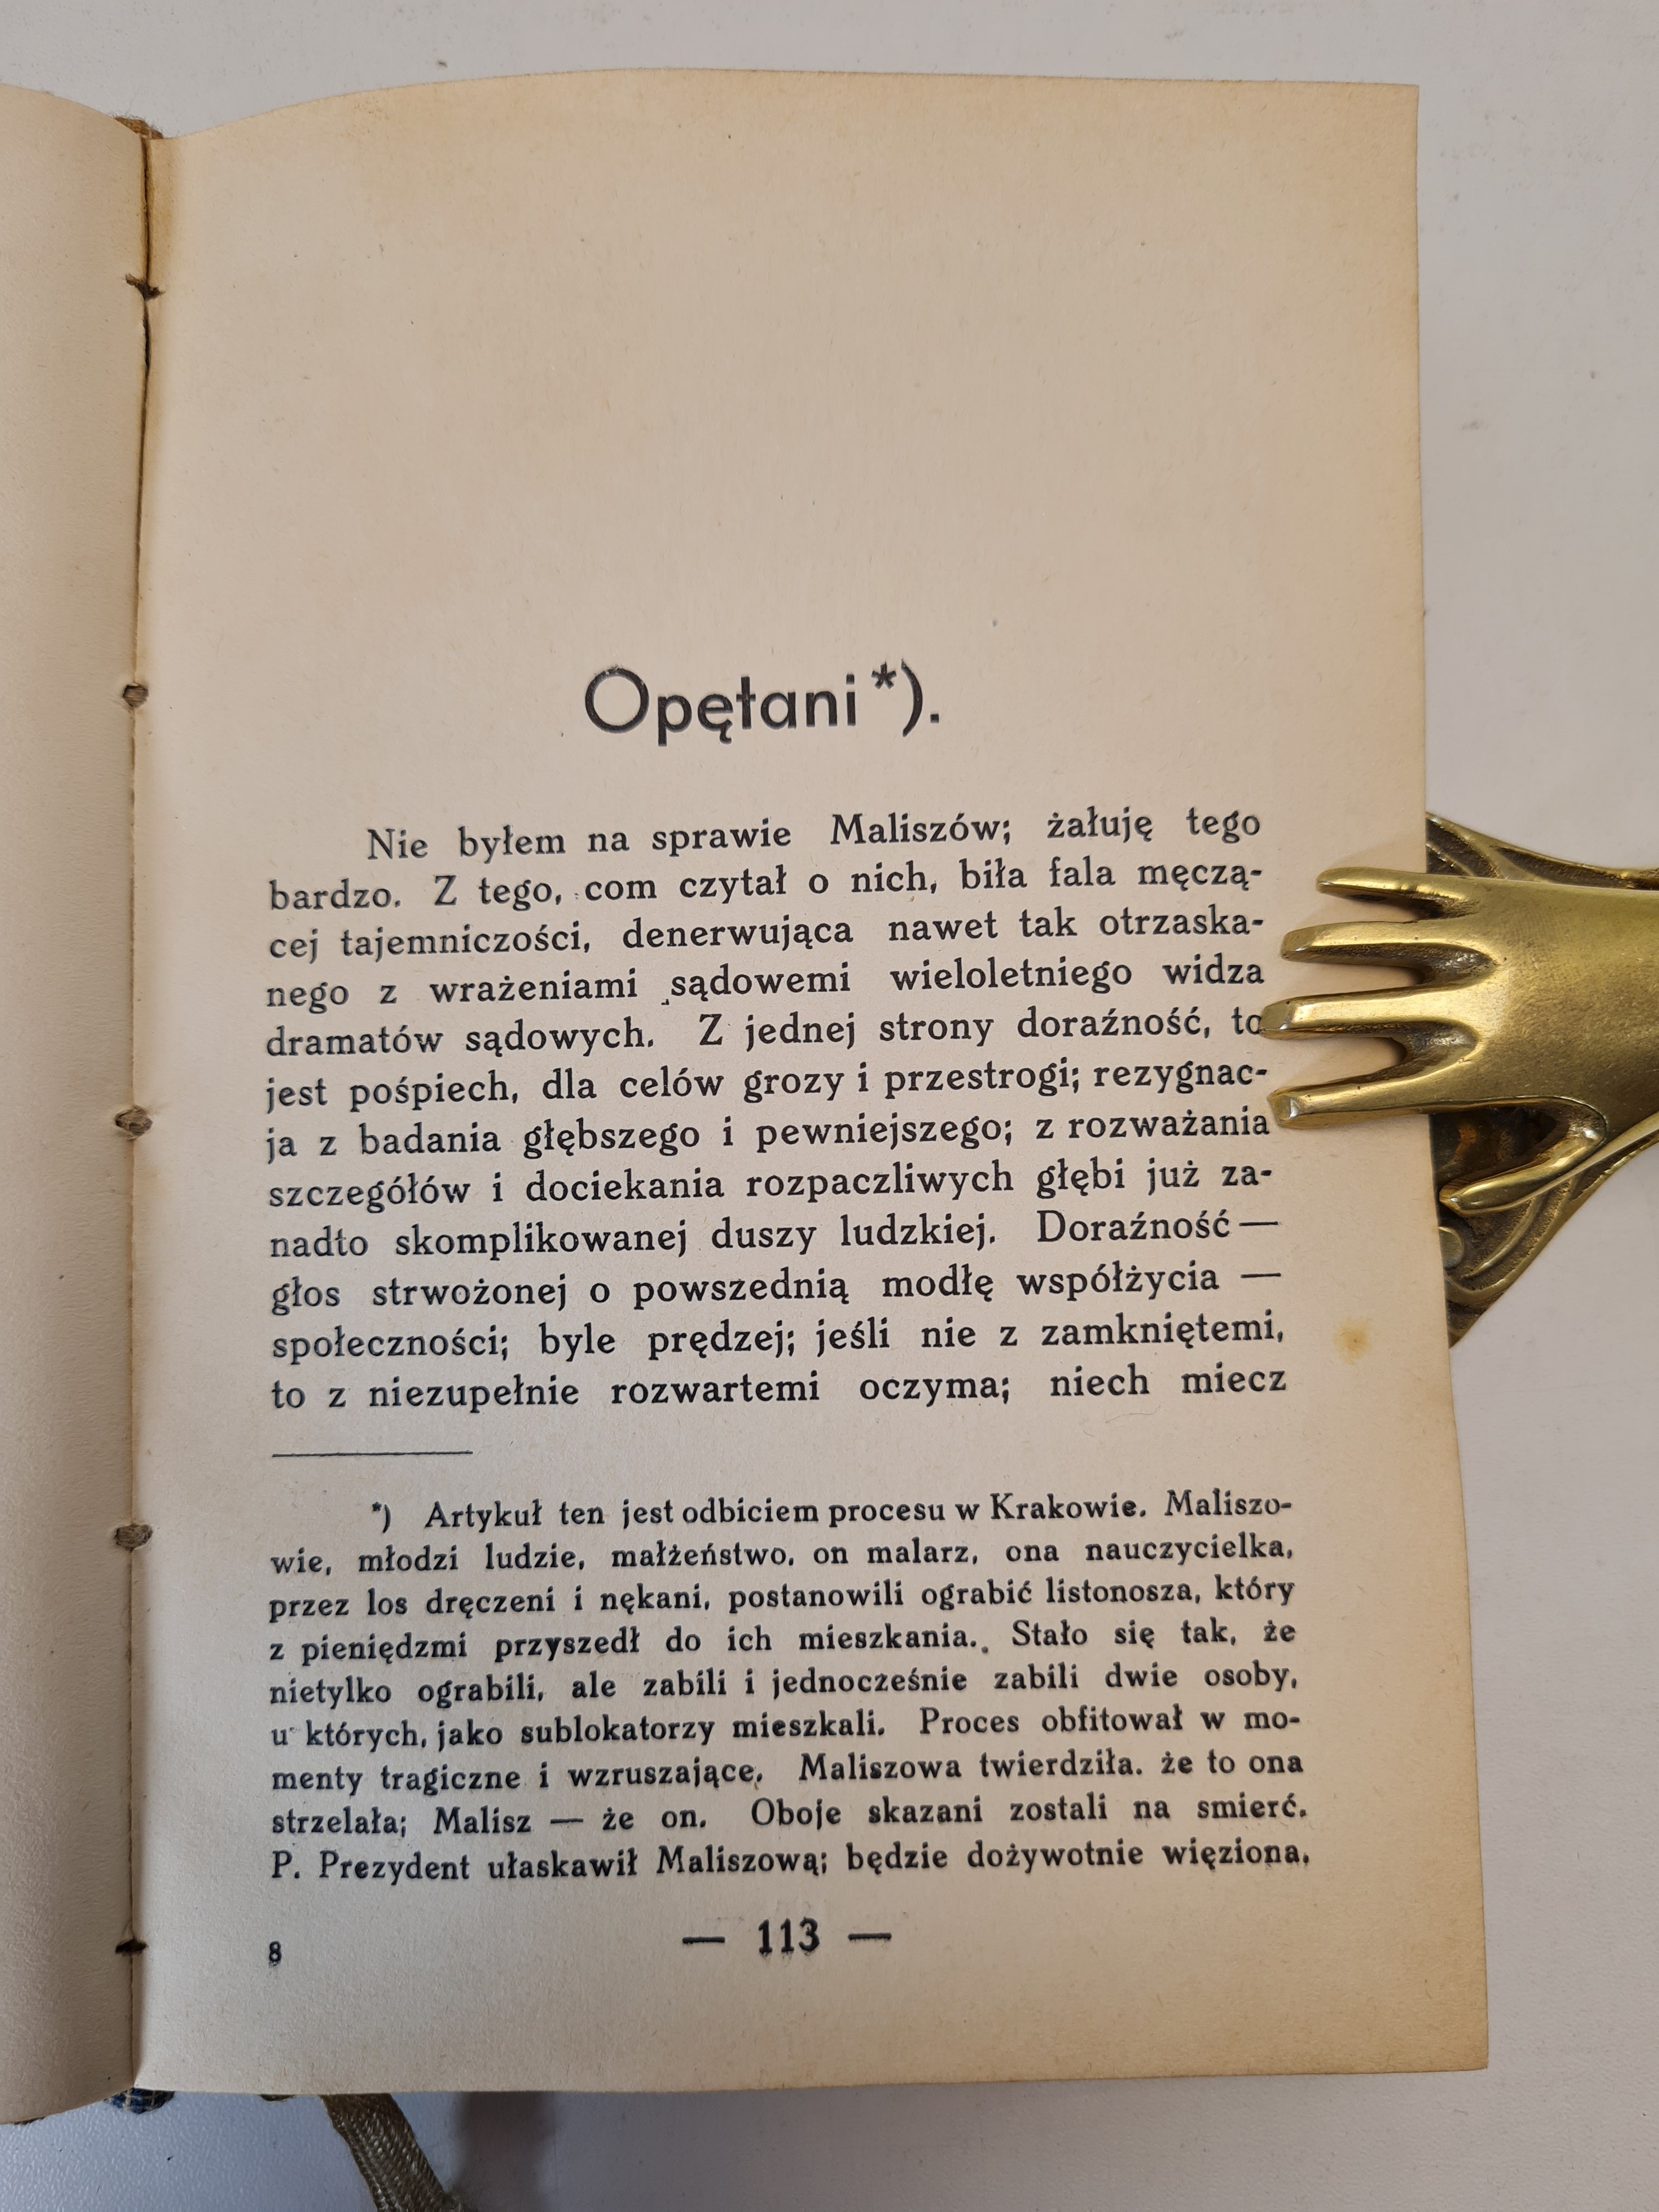 Opętani*).
Nie byłem na sprawie Maliszów; żałuję tego
bardzo. Z tego, com czytał o nich, biła fala męczą-
cej tajemniczości, denerwująca nawet tak otrzaska-
nego z wrażeniami sądowemi wieloletniego widza
dramatów sądowych. Z jednej strony doraźność, to
jest pośpiech, dla celów grozy i przestrogi; rezygnac-
ja z badania głębszego i pewniejszego; z rozważania
szczegółów i dociekania rozpaczliwych głębi już za-
nadto skomplikowanej duszy ludzkiej. Doraźność —
głos strwożonej o powszednią modłę współżycia —
społeczności; byle prędzej; jeśli nie z zamkniętemi,
to z niezupełnie rozwartemi oczyma; niech miecz
*) Artykuł ten jest odbiciem procesu w Krakowie. Maliszo-
wie, młodzi ludzie, małżeństwo, on malarz, ona nauczycielka,
przez los dręczeni i nękani, postanowili ograbić listonosza, który
z pieniędzmi przyszedł do ich mieszkania. Stało się tak, że
nietylko ograbili, ale zabili i jednocześnie zabili dwie osoby,
u których, jako sublokatorzy mieszkali. Proces obfitował w mo-
menty tragiczne i wzruszające. Maliszowa twierdziła. że to ona
strzelała; Malisz — że on. Oboje skazani zostali na smierć.
P. Prezydent ułaskawił Maliszową; będzie dożywotnie więziona.
8 — 113 —